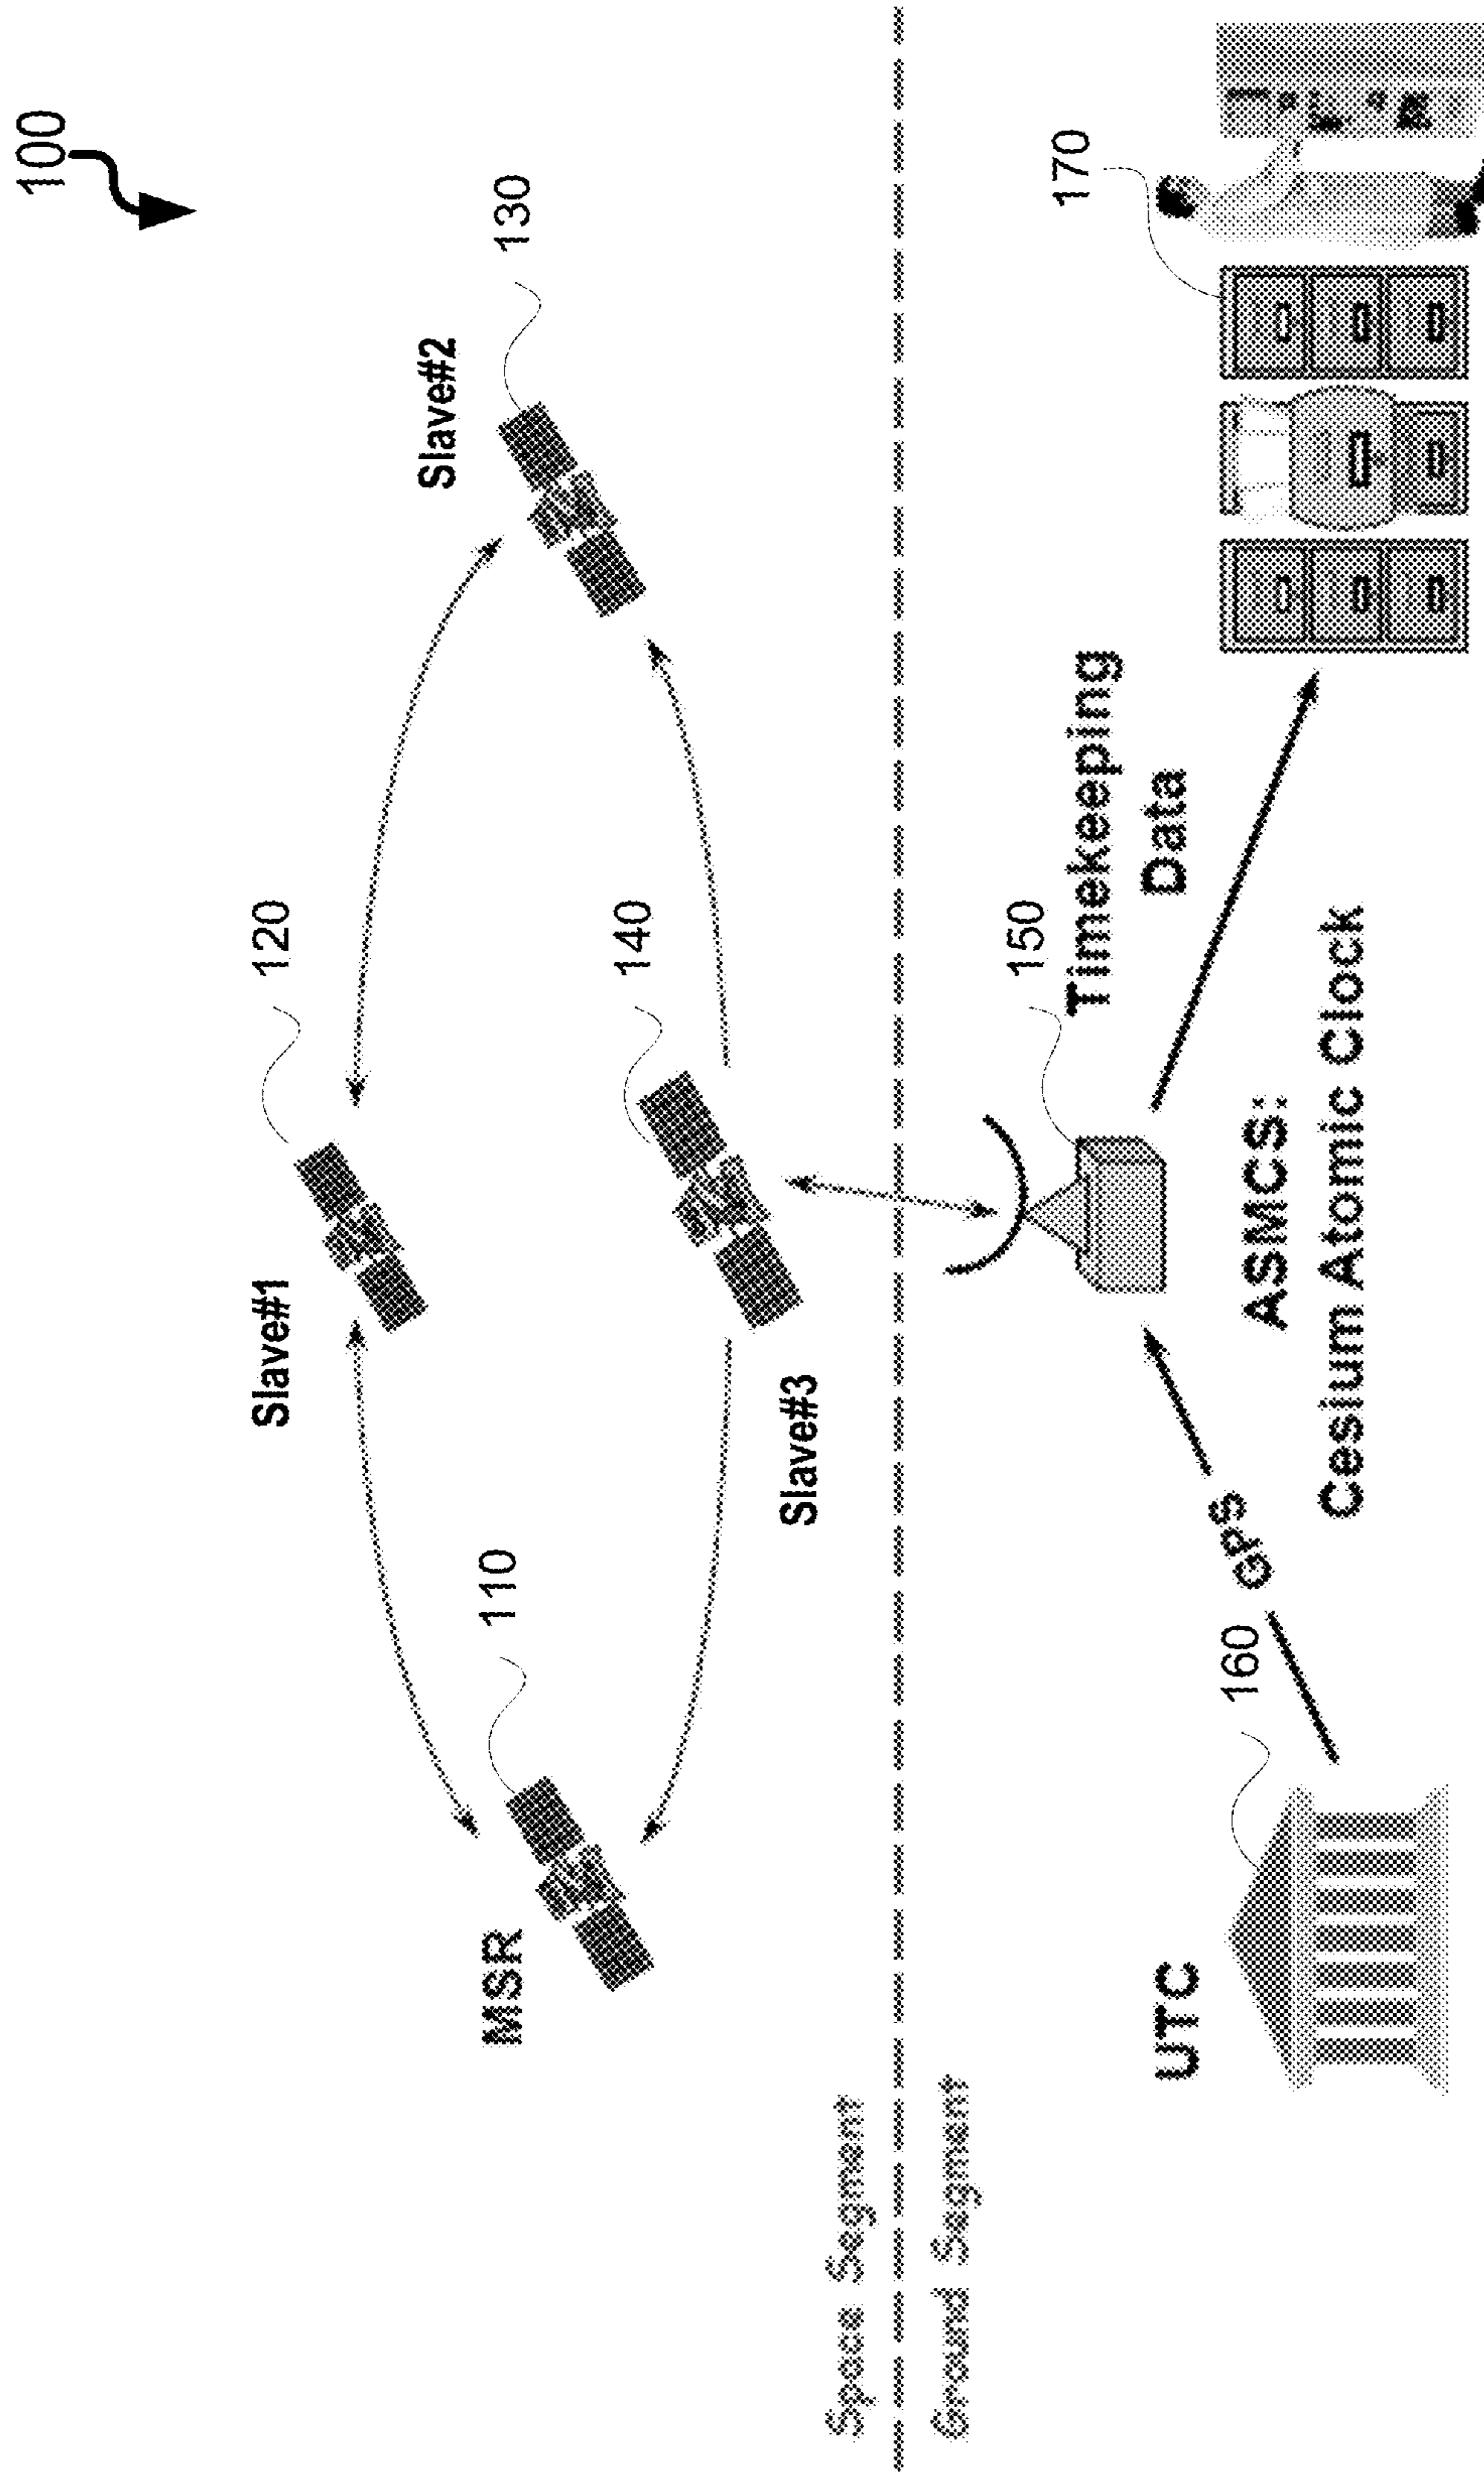 100
Slave#1
120
Slave#2
130
MSR
110
140
Slave#3
Space Segment
Ground Segment
150
Timekeeping
Data
170
UTC
160
GPS
ASMCS:
Cesium Atomic Clock